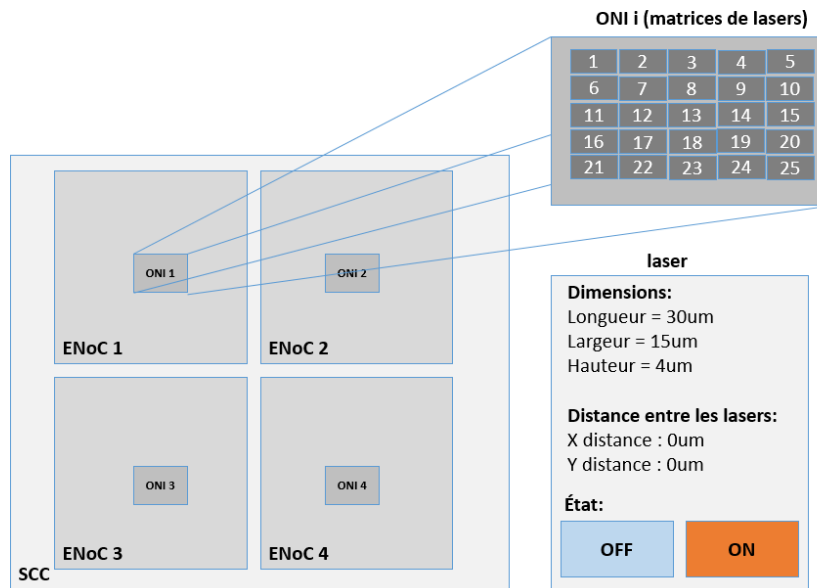 ONI i (matrices de lasers)
1 2 3 4 5
6 7 8 9 10
11 12 13 14 15
16 17 18 19 20
21 22 23 24 25
ONI 1
ONI 2
ENoC 1
ENoC 2
ONI 3
ONI 4
ENoC 3
ENoC 4
SCC
laser
Dimensions:
Longueur = 30um
Largeur = 15um
Hauteur = 4um
Distance entre les lasers:
X distance : 0um
Y distance : 0um
État:
OFF
ON